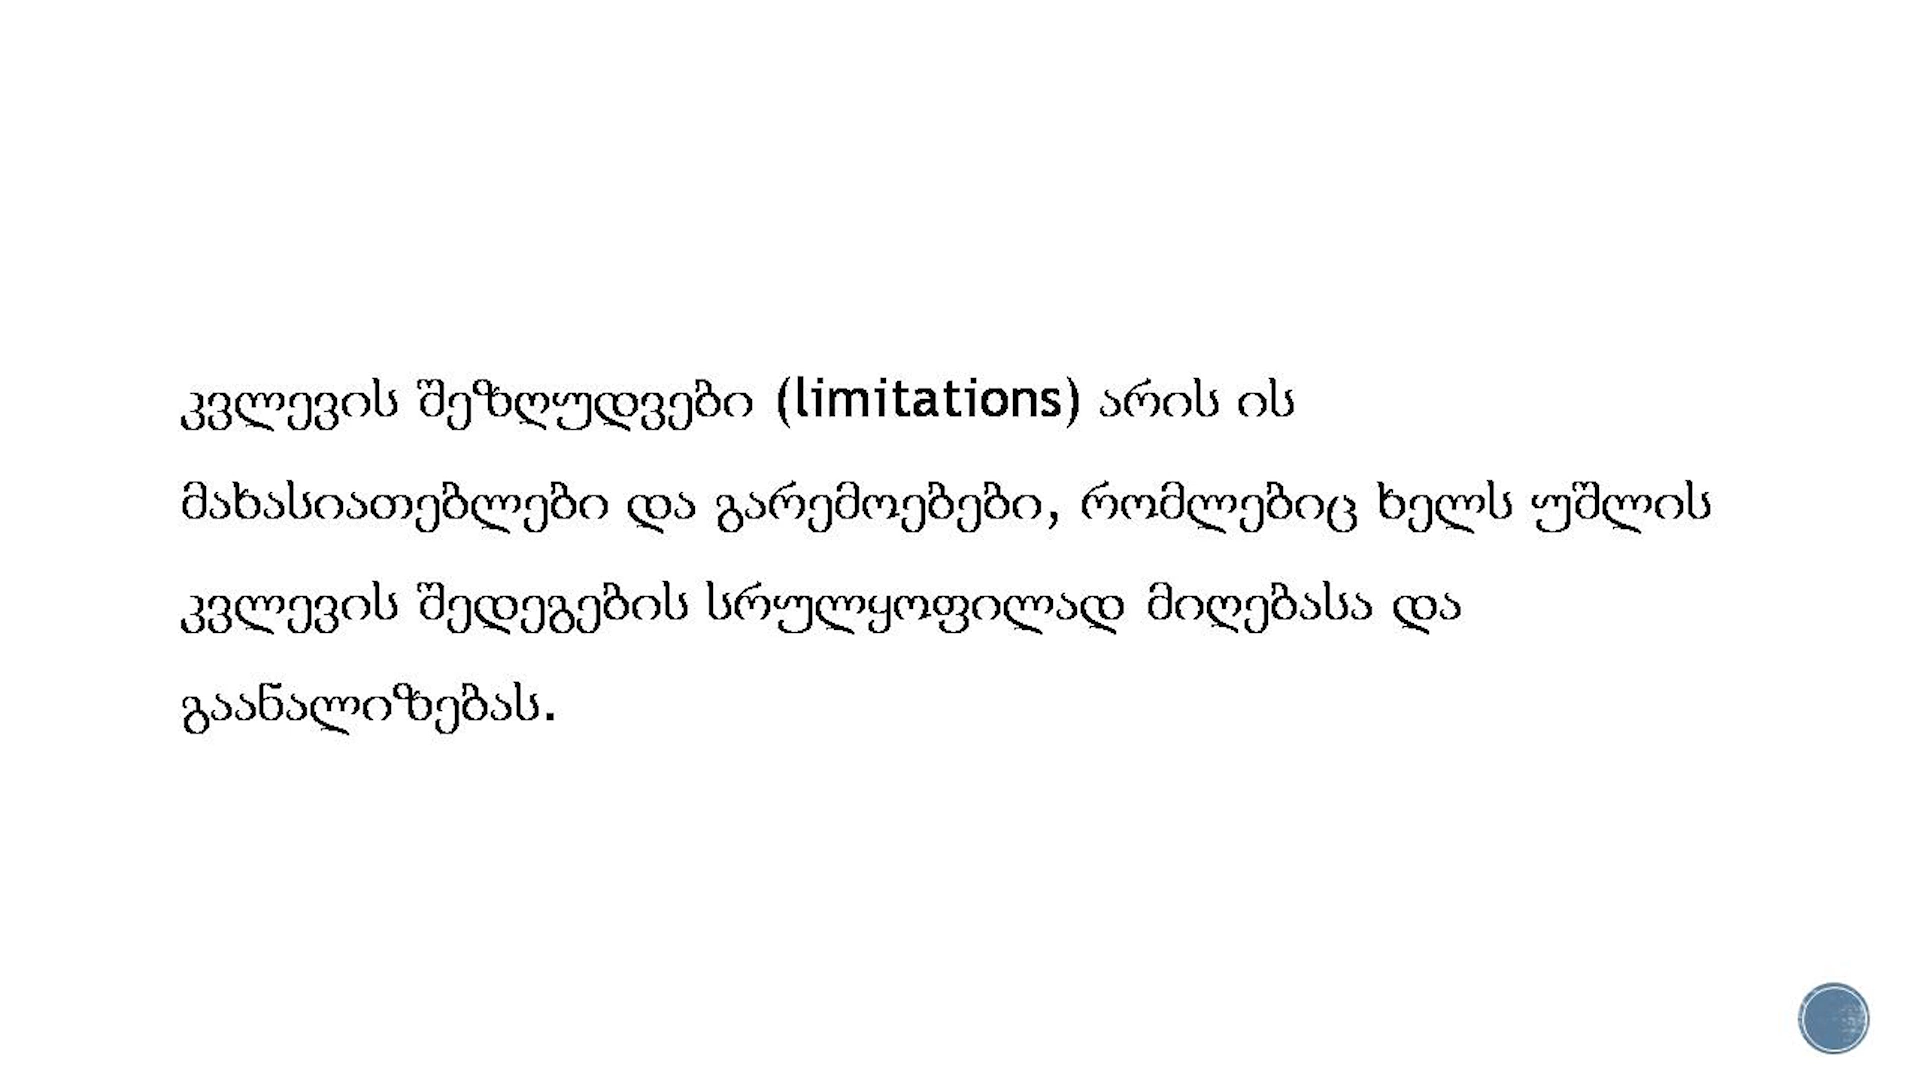 კვლევის შეზღუდვები (limitations) არის ის
მახასიათებლები და გარემოებები, რომლებიც ხელს უშლის
კვლევის შედეგების სრულყოფილად მიღებასა და
გაანალიზებას.